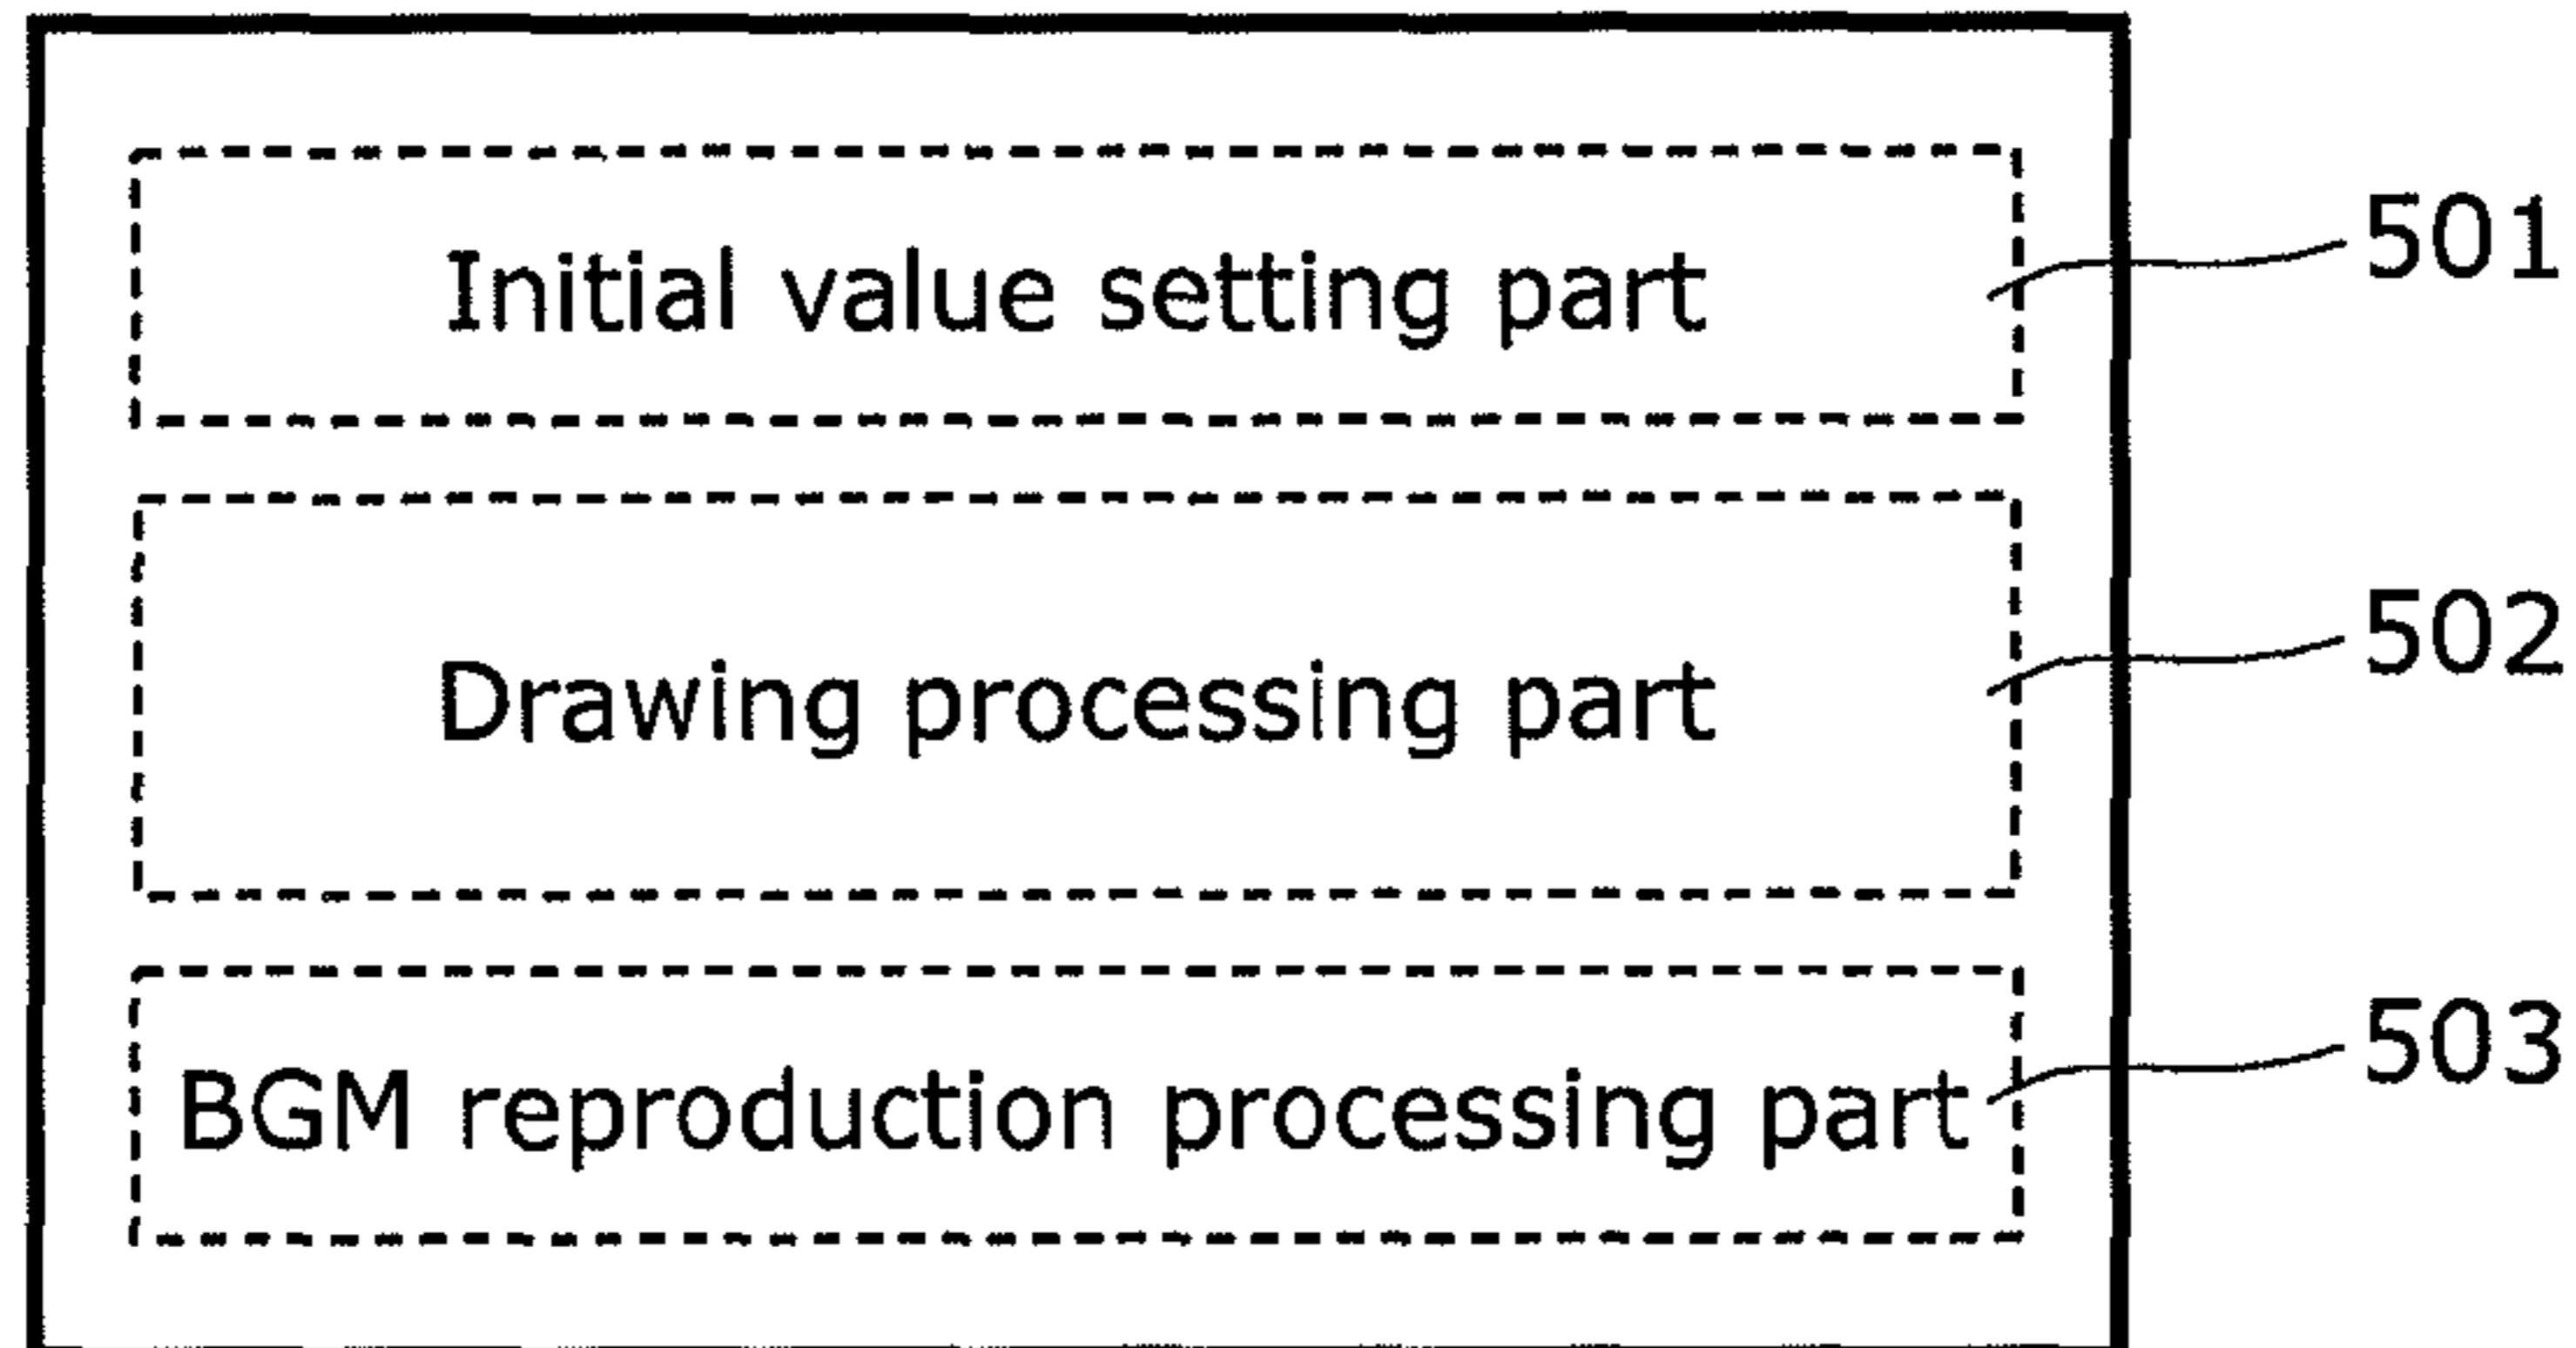 Initial value setting part
501
Drawing processing part
502
BGM reproduction processing part
503